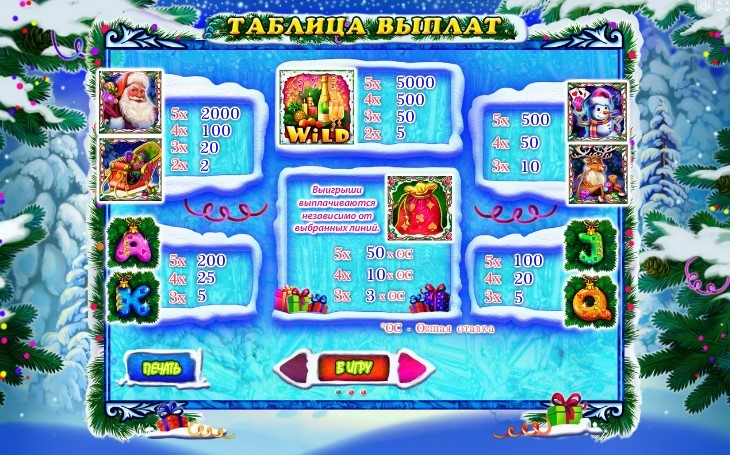 ТАБЛИЦА ВЫПЛАТ
5x 2000
4x 100
3x 20
2x 2
WiLD
5x 5000
4x 500
3x 50
2x 5
5x 500
4x 50
3x 10
Выигрыши
выплачиваются
независимо от
выбранных линий.
5x 50 x ОС
4x 10 x ОС
3x 3 x ОС
A
K
5x 200
4x 25
3x 5
5x 100
4x 20
3x 5
J
Q
*ОС - Общая ставка
ПЕЧАТЬ
В ИГРУ